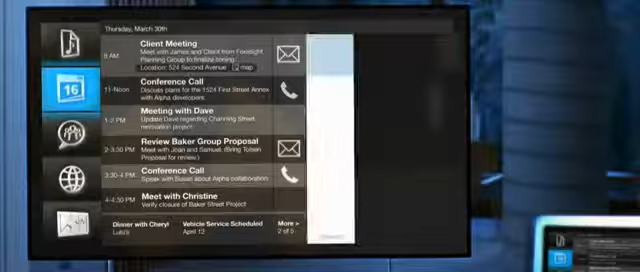 Thursday, March 30th
16
8 AM
Client Meeting
Meet with James and Client from Foresight
Planning Group to finalize zoning.
Location: 524 Second Avenue map
11-Noon
Conference Call
Discuss plans for the 1524 First Street Annex
with Alpha developers.
1-2 PM
Meeting with Dave
Update Dave regarding Channing Street
renovation project.
2-3:30 PM
Review Baker Group Proposal
Meet with Joan and Samuel. (Bring
Proposal for review.)
3:30-4 PM
Conference Call
Speak with Susan about Alpha collaboration
4-4:30 PM
Meet with Christine
Verify closure of Baker Street Project
Dinner with Cheryl
Lulu's
Vehicle Service Scheduled
April 12
More >
2 of 5